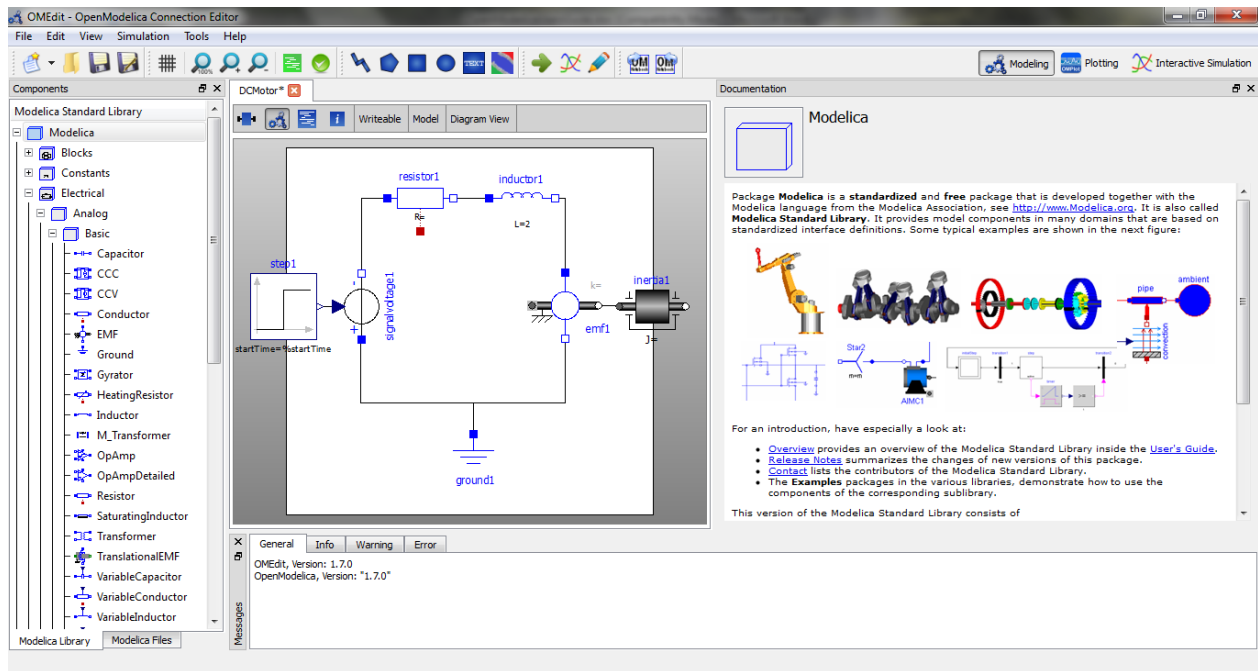 OMEdit - OpenModelica Connection Editor
File Edit View Simulation Tools Help
100%
TEXT
OM
OM
Modeling
Plotting
Interactive Simulation
Components
Modelica Standard Library
Modelica
Blocks
Constants
Electrical
Analog
Basic
Capacitor
CCC
CCV
Conductor
EMF
Ground
Gyrator
HeatingResistor
Inductor
M_Transformer
OpAmp
OpAmpDetailed
Resistor
SaturatingInductor
Transformer
TranslationalEMF
VariableCapacitor
VariableConductor
VariableInductor
Modelica Library
Modelica Files
DCMotor*
Writeable
Model
Diagram View
resistor1
R=
inductor1
L=2
step1
startTime=%startTime
signalvoltage1
-
+
k=
emf1
inertia1
J=
ground1
Documentation
Modelica
Package Modelica is a standardized and free package that is developed together with the
Modelica language from the Modelica Association, see http://www.Modelica.org. It is also called
Modelica Standard Library. It provides model components in many domains that are based on
standardized interface definitions. Some typical examples are shown in the next figure:
pipe
ambient
convection
Star2
m=m
AIMC1
For an introduction, have especially a look at:
• Overview provides an overview of the Modelica Standard Library inside the User's Guide.
• Release Notes summarizes the changes of new versions of this package.
• Contact lists the contributors of the Modelica Standard Library.
• The Examples packages in the various libraries, demonstrate how to use the
components of the corresponding sublibrary.
This version of the Modelica Standard Library consists of
Messages
General
Info
Warning
Error
OMEdit, Version: 1.7.0
OpenModelica, Version: "1.7.0"